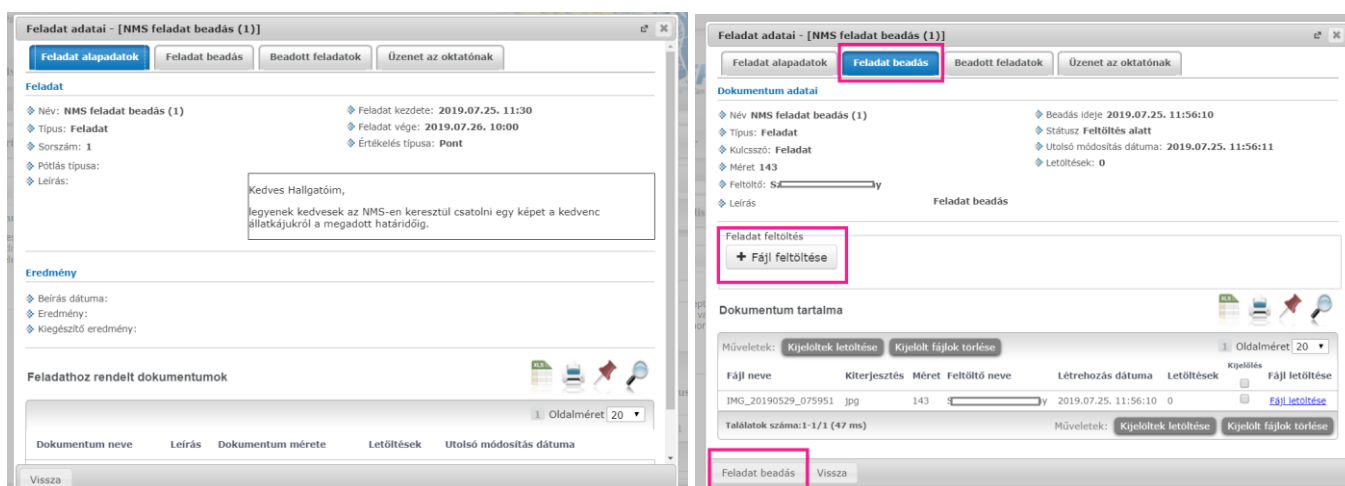 Feladat adatai - [NMS feladat beadás (1)]
Feladat alapadatok Feladat beadás Beadott feladatok Üzenet az oktatónak
Feladat
Név: NMS feladat beadás (1)
Típus: Feladat
Sorszám: 1
Pótlás típusa:
Leírás:
Feladat kezdete: 2019.07.25. 11:30
Feladat vége: 2019.07.26. 10:00
Értékelés típusa: Pont
Kedves Hallgatóim,
legyenek kedvesek az NMS-en keresztül csatolni egy képet a kedvenc
állatkájukról a megadott határidőig.
Eredmény
Beírás dátuma:
Eredmény:
Kiegészítő eredmény:
Feladathoz rendelt dokumentumok
XLS
1 Oldalméret 20
Dokumentum neve Leírás Dokumentum mérete Letöltések Utolsó módosítás dátuma
Vissza
Feladat adatai - [NMS feladat beadás (1)]
Feladat alapadatok Feladat beadás Beadott feladatok Üzenet az oktatónak
Dokumentum adatai
Név NMS feladat beadás (1)
Típus: Feladat
Kulcsszó: Feladat
Méret 143
Feltöltő: S y
Leírás Feladat beadás
Beadás ideje 2019.07.25. 11:56:10
Státusz Feltöltés alatt
Utolsó módosítás dátuma: 2019.07.25. 11:56:11
Letöltések: 0
Feladat feltöltés
+ Fájl feltöltése
Dokumentum tartalma
XLS
Műveletek: Kijelöltek letöltése Kijelölt fájlok törlése 1 Oldalméret 20
Fájl neve Kiterjesztés Méret Feltöltő neve Létrehozás dátuma Letöltések Kijelölés Fájl letöltése
IMG_20190529_075951 jpg 143 S y 2019.07.25. 11:56:10 0 Fájl letöltése
Találatok száma:1-1/1 (47 ms) Műveletek: Kijelöltek letöltése Kijelölt fájlok törlése
Feladat beadás Vissza